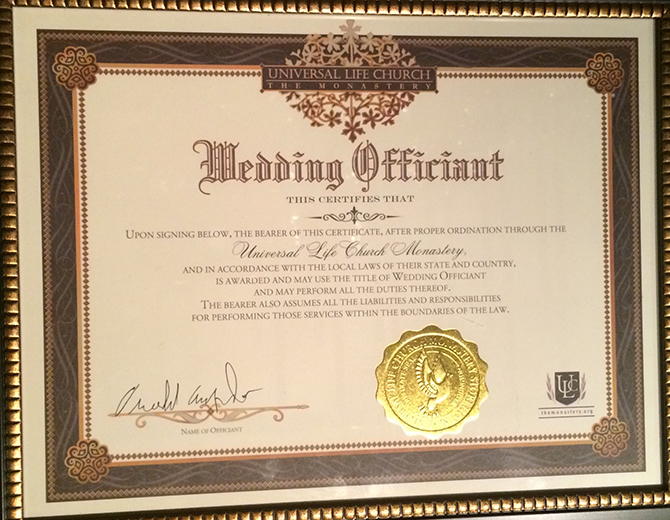 UNIVERSAL LIFE CHURCH
THE MONASTERY
Wedding Officiant
THIS CERTIFIES THAT
UPON SIGNING BELOW, THE BEARER OF THIS CERTIFICATE, AFTER PROPER ORDINATION THROUGH THE
Universal Life Church Monastery,
AND IN ACCORDANCE WITH THE LOCAL LAWS OF THEIR STATE AND COUNTRY,
IS AWARDED AND MAY USE THE TITLE OF WEDDING OFFICIANT
AND MAY PERFORM ALL THE DUTIES THEREOF.
THE BEARER ALSO ASSUMES ALL THE LIABILITIES AND RESPONSIBILITIES
FOR PERFORMING THOSE SERVICES WITHIN THE BOUNDARIES OF THE LAW.
CHURCH MONASTERY
ULC
themonastery.org
NAME OF OFFICIANT